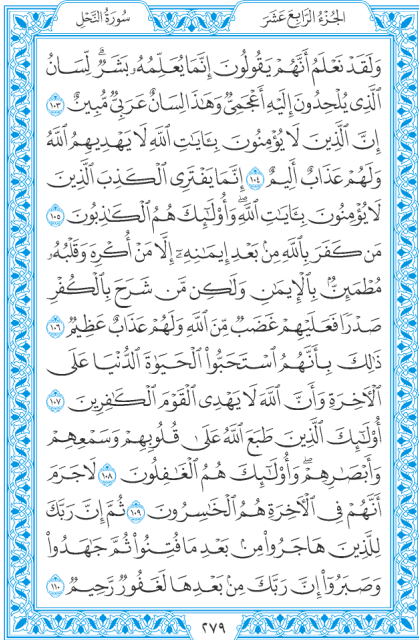 الجزء الرابع عشر
سورة النحل
وَلَقَدْ نَعْلَمُ أَنَّهُمْ يَقُولُونَ إِنَّمَا يُعَلِّمُهُۥ بَشَرٌ ۗ لِّسَانُ
ٱلَّذِى يُلْحِدُونَ إِلَيْهِ أَعْجَمِىٌّ وَهَٰذَا لِسَانٌ عَرَبِىٌّ مُّبِينٌ ١٠٣
إِنَّ ٱلَّذِينَ لَا يُؤْمِنُونَ بِـَٔايَٰتِ ٱللَّهِ لَا يَهْدِيهِمُ ٱللَّهُ
وَلَهُمْ عَذَابٌ أَلِيمٌ ١٠٤ إِنَّمَا يَفْتَرِى ٱلْكَذِبَ ٱلَّذِينَ
لَا يُؤْمِنُونَ بِـَٔايَٰتِ ٱللَّهِ ۖ وَأُو۟لَٰٓئِكَ هُمُ ٱلْكَٰذِبُونَ ١٠٥
مَن كَفَرَ بِٱللَّهِ مِنۢ بَعْدِ إِيمَٰنِهِۦٓ إِلَّا مَنْ أُكْرِهَ وَقَلْبُهُۥ
مُطْمَئِنٌّۢ بِٱلْإِيمَٰنِ وَلَٰكِن مَّن شَرَحَ بِٱلْكُفْرِ
صَدْرًا فَعَلَيْهِمْ غَضَبٌ مِّنَ ٱللَّهِ وَلَهُمْ عَذَابٌ عَظِيمٌ ١٠٦
ذَٰلِكَ بِأَنَّهُمُ ٱسْتَحَبُّوا۟ ٱلْحَيَوٰةَ ٱلدُّنْيَا عَلَى
ٱلْـَٔاخِرَةِ وَأَنَّ ٱللَّهَ لَا يَهْدِى ٱلْقَوْمَ ٱلْكَٰفِرِينَ ١٠٧
أُو۟لَٰٓئِكَ ٱلَّذِينَ طَبَعَ ٱللَّهُ عَلَىٰ قُلُوبِهِمْ وَسَمْعِهِمْ
وَأَبْصَٰرِهِمْ ۖ وَأُو۟لَٰٓئِكَ هُمُ ٱلْغَٰفِلُونَ ١٠٨ لَا جَرَمَ
أَنَّهُمْ فِى ٱلْـَٔاخِرَةِ هُمُ ٱلْخَٰسِرُونَ ١٠٩ ثُمَّ إِنَّ رَبَّكَ
لِلَّذِينَ هَاجَرُوا۟ مِنۢ بَعْدِ مَا فُتِنُوا۟ ثُمَّ جَٰهَدُوا۟
وَصَبَرُوٓا۟ إِنَّ رَبَّكَ مِنۢ بَعْدِهَا لَغَفُورٌ رَّحِيمٌ ١١٠
٢٧٩